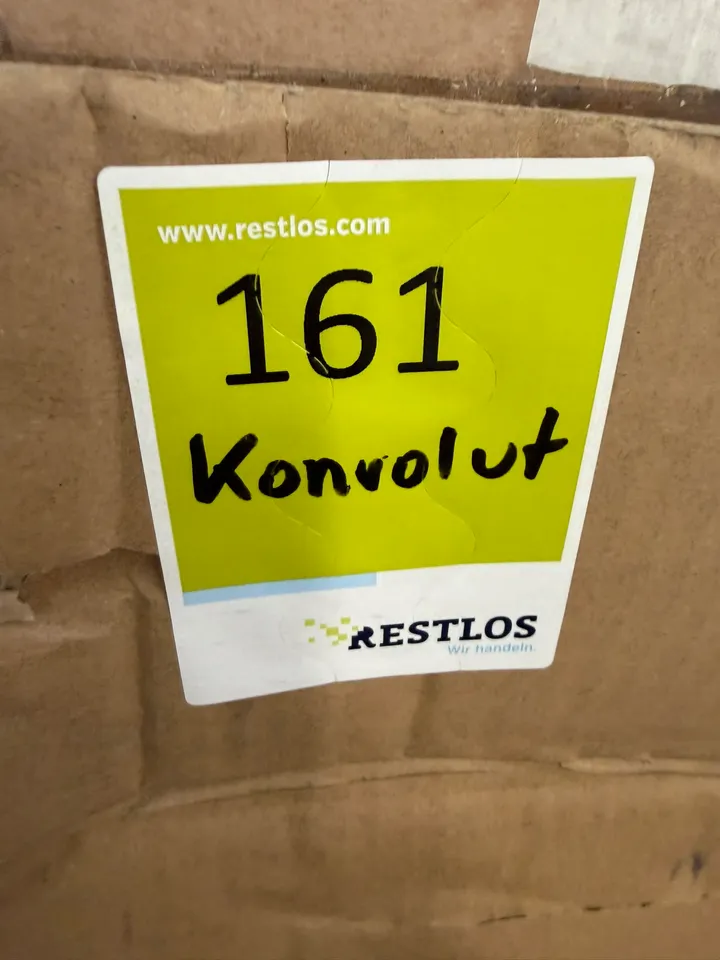 www.restlos.com
161
Konvolut
RESTLOS
Wir handeln.